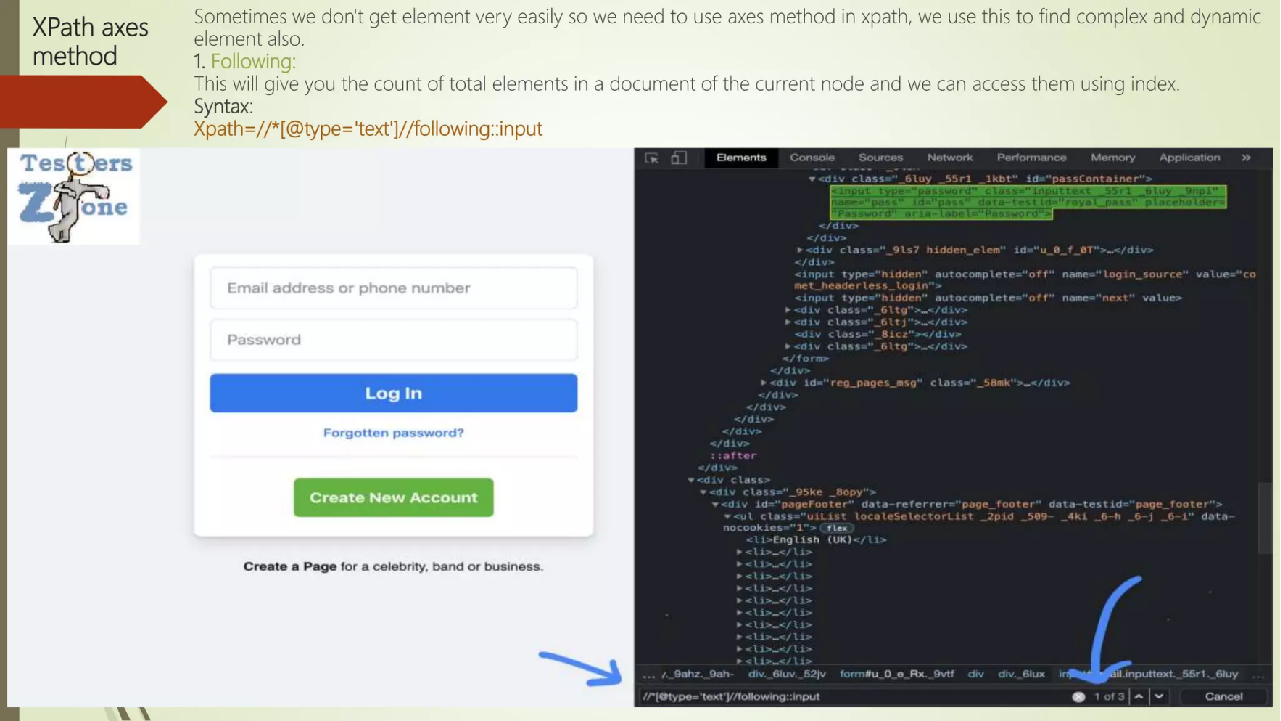 XPath axes
method
Sometimes we don't get element very easily so we need to use axes method in xpath, we use this to find complex and dynamic
element also.
1. Following:
This will give you the count of total elements in a document of the current node and we can access them using index.
Syntax:
Xpath=//*[@type='text']//following::input
Testers
Zone
Email address or phone number
Password
Log In
Forgotten password?
Create New Account
Create a Page for a celebrity, band or business.
Elements Console Sources Network Performance Memory Application »
▼<div class="_6luy _55r1 _1kbt" id="passContainer">
<input type="password" class="inputtext _55r1 _6luy _9npi"
name="pass" id="pass" data-testid="royal_pass" placeholder=
"Password" aria-label="Password">
</div>
</div>
▶<div class="_9ls7 hidden_elem" id="u_0_f_0T">…</div>
</div>
<input type="hidden" autocomplete="off" name="login_source" value="co
met_headerless_login">
<input type="hidden" autocomplete="off" name="next" value>
▶<div class="_6ltg">…</div>
▶<div class="_6ltj">…</div>
<div class="_8icz"></div>
▶<div class="_6ltg">…</div>
</form>
</div>
▶<div id="reg_pages_msg" class="_58mk">…</div>
</div>
</div>
</div>
</div>
</div>
::after
</div>
▼<div class>
▼<div class="_95ke _8opy">
▼<div id="pageFooter" data-referrer="page_footer" data-testid="page_footer">
▼<ul class="uiList localeSelectorList _2pid _509- _4ki _6-h _6-j _6-i" data-
nocookies="1"> flex
<li>English (UK)</li>
▶<li>…</li>
▶<li>…</li>
▶<li>…</li>
▶<li>…</li>
▶<li>…</li>
▶<li>…</li>
▶<li>…</li>
▶<li>…</li>
▶<li>…</li>
▶<li>…</li>
... /._9ahz._9ah- div._6luv._52jv form#u_0_e_Rx._9vtf div div._6lux .inputtext._55r1._6luy ...
//*[@type='text']//following::input 1 of 3 Cancel